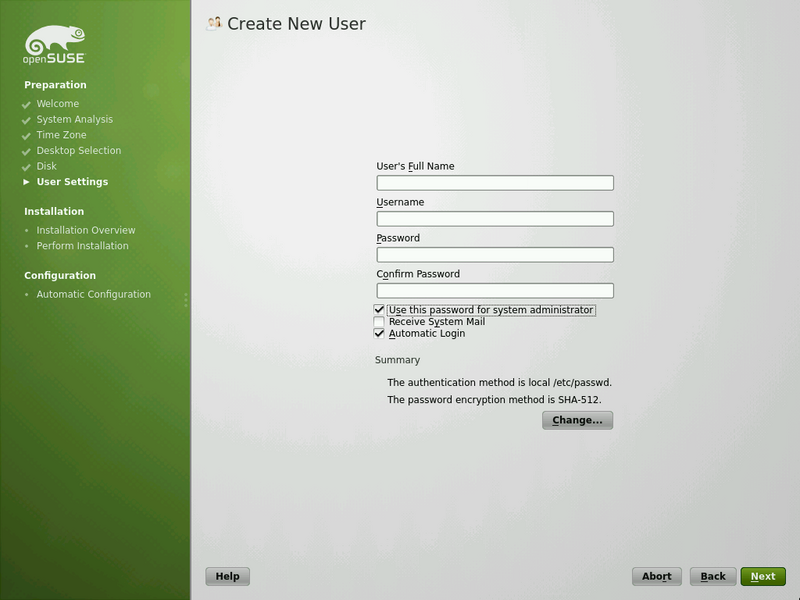 openSUSE
Preparation
Welcome
System Analysis
Time Zone
Desktop Selection
Disk
User Settings
Installation
Installation Overview
Perform Installation
Configuration
Automatic Configuration
Create New User
User's Full Name
Username
Password
Confirm Password
Use this password for system administrator
Receive System Mail
Automatic Login
Summary
The authentication method is local /etc/passwd.
The password encryption method is SHA-512.
Change...
Help
Abort
Back
Next